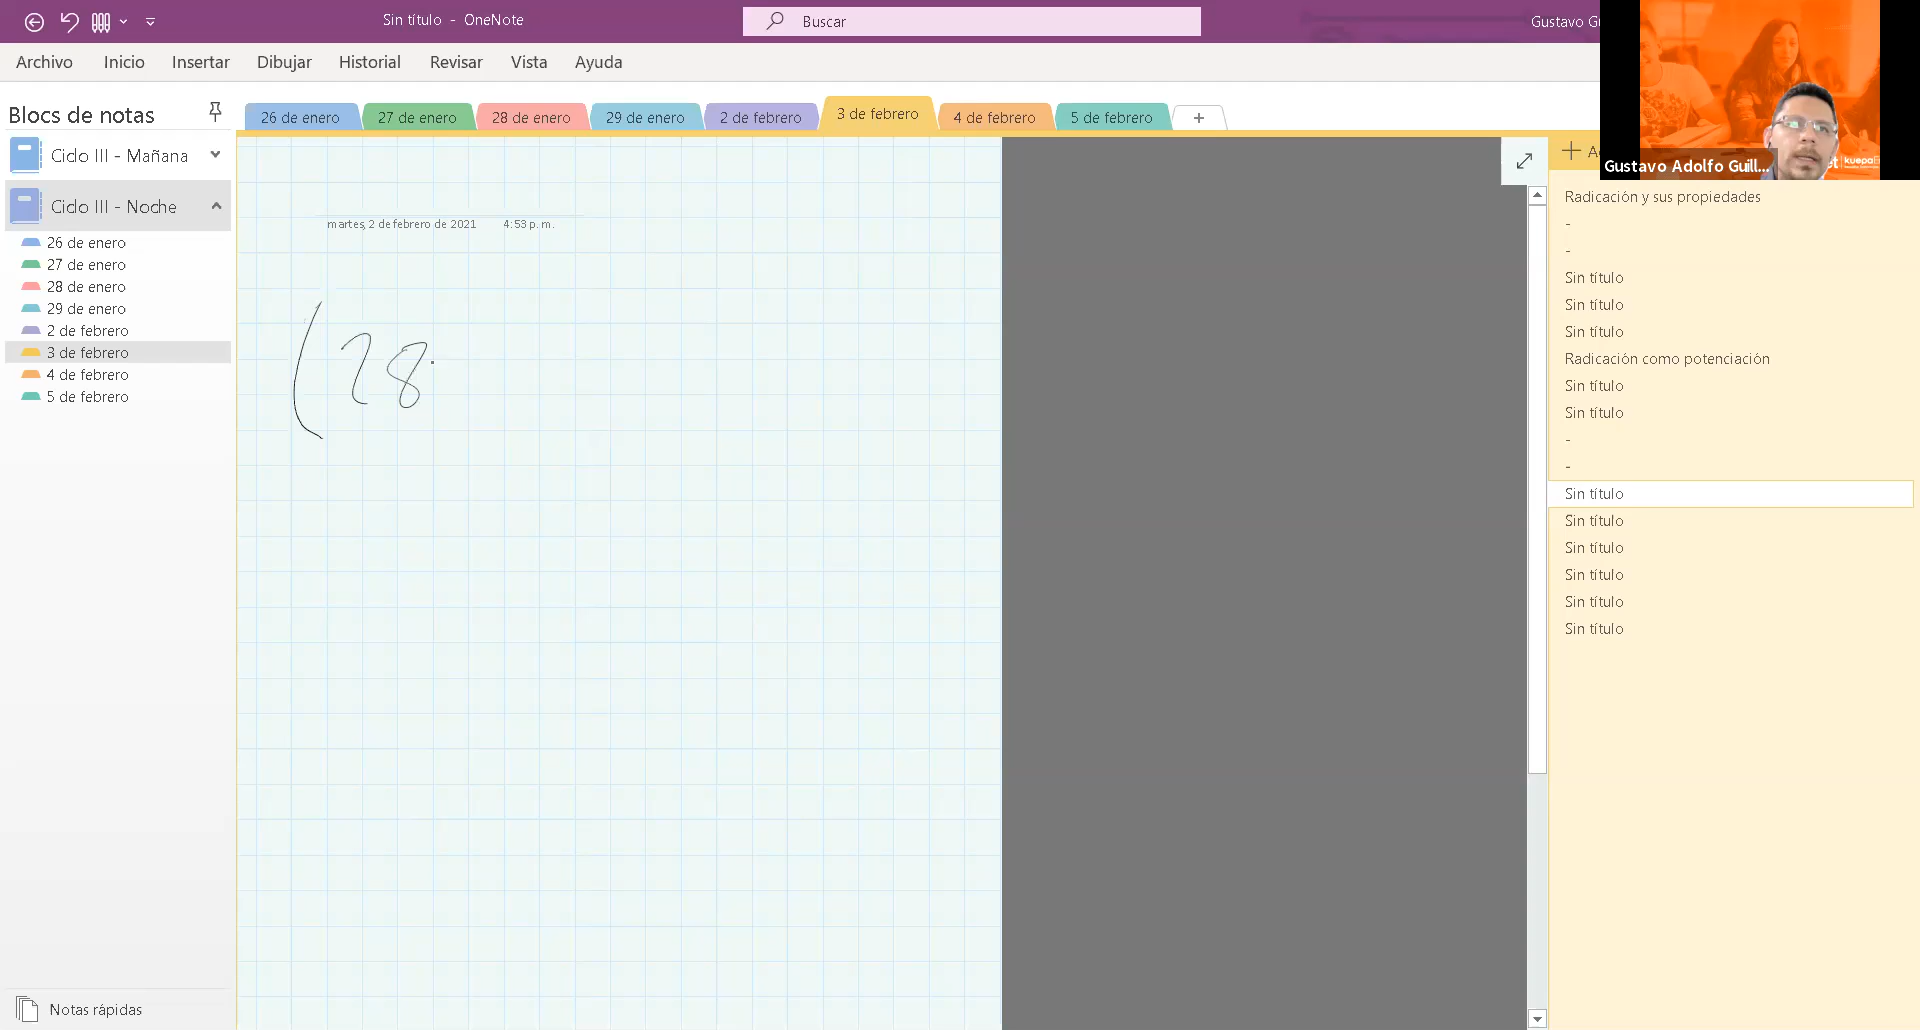 Sin título - OneNote
Buscar
Gustavo Gu
Archivo Inicio Insertar Dibujar Historial Revisar Vista Ayuda
Blocs de notas
Ciclo III - Mañana
Ciclo III - Noche
26 de enero
27 de enero
28 de enero
29 de enero
2 de febrero
3 de febrero
4 de febrero
5 de febrero
Notas rápidas
26 de enero 27 de enero 28 de enero 29 de enero 2 de febrero 3 de febrero 4 de febrero 5 de febrero +
martes, 2 de febrero de 2021 4:53 p. m.
(28·
Gustavo Adolfo Guill...
et kuepa
Radicación y sus propiedades
-
-
Sin título
Sin título
Sin título
Radicación como potenciación
Sin título
Sin título
-
-
Sin título
Sin título
Sin título
Sin título
Sin título
Sin título